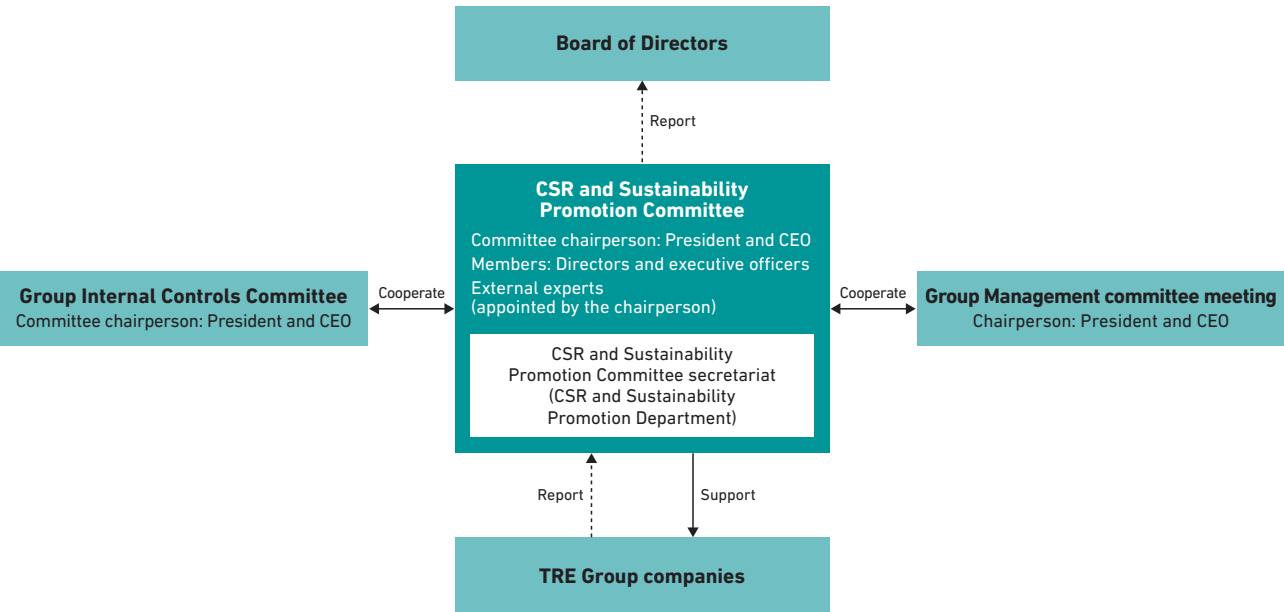 Board of Directors
Report
CSR and Sustainability
Promotion Committee
Committee chairperson: President and CEO
Members: Directors and executive officers
External experts
(appointed by the chairperson)
Group Internal Controls Committee
Committee chairperson: President and CEO
Cooperate
Cooperate
Group Management committee meeting
Chairperson: President and CEO
CSR and Sustainability
Promotion Committee secretariat
(CSR and Sustainability
Promotion Department)
Report
Support
TRE Group companies